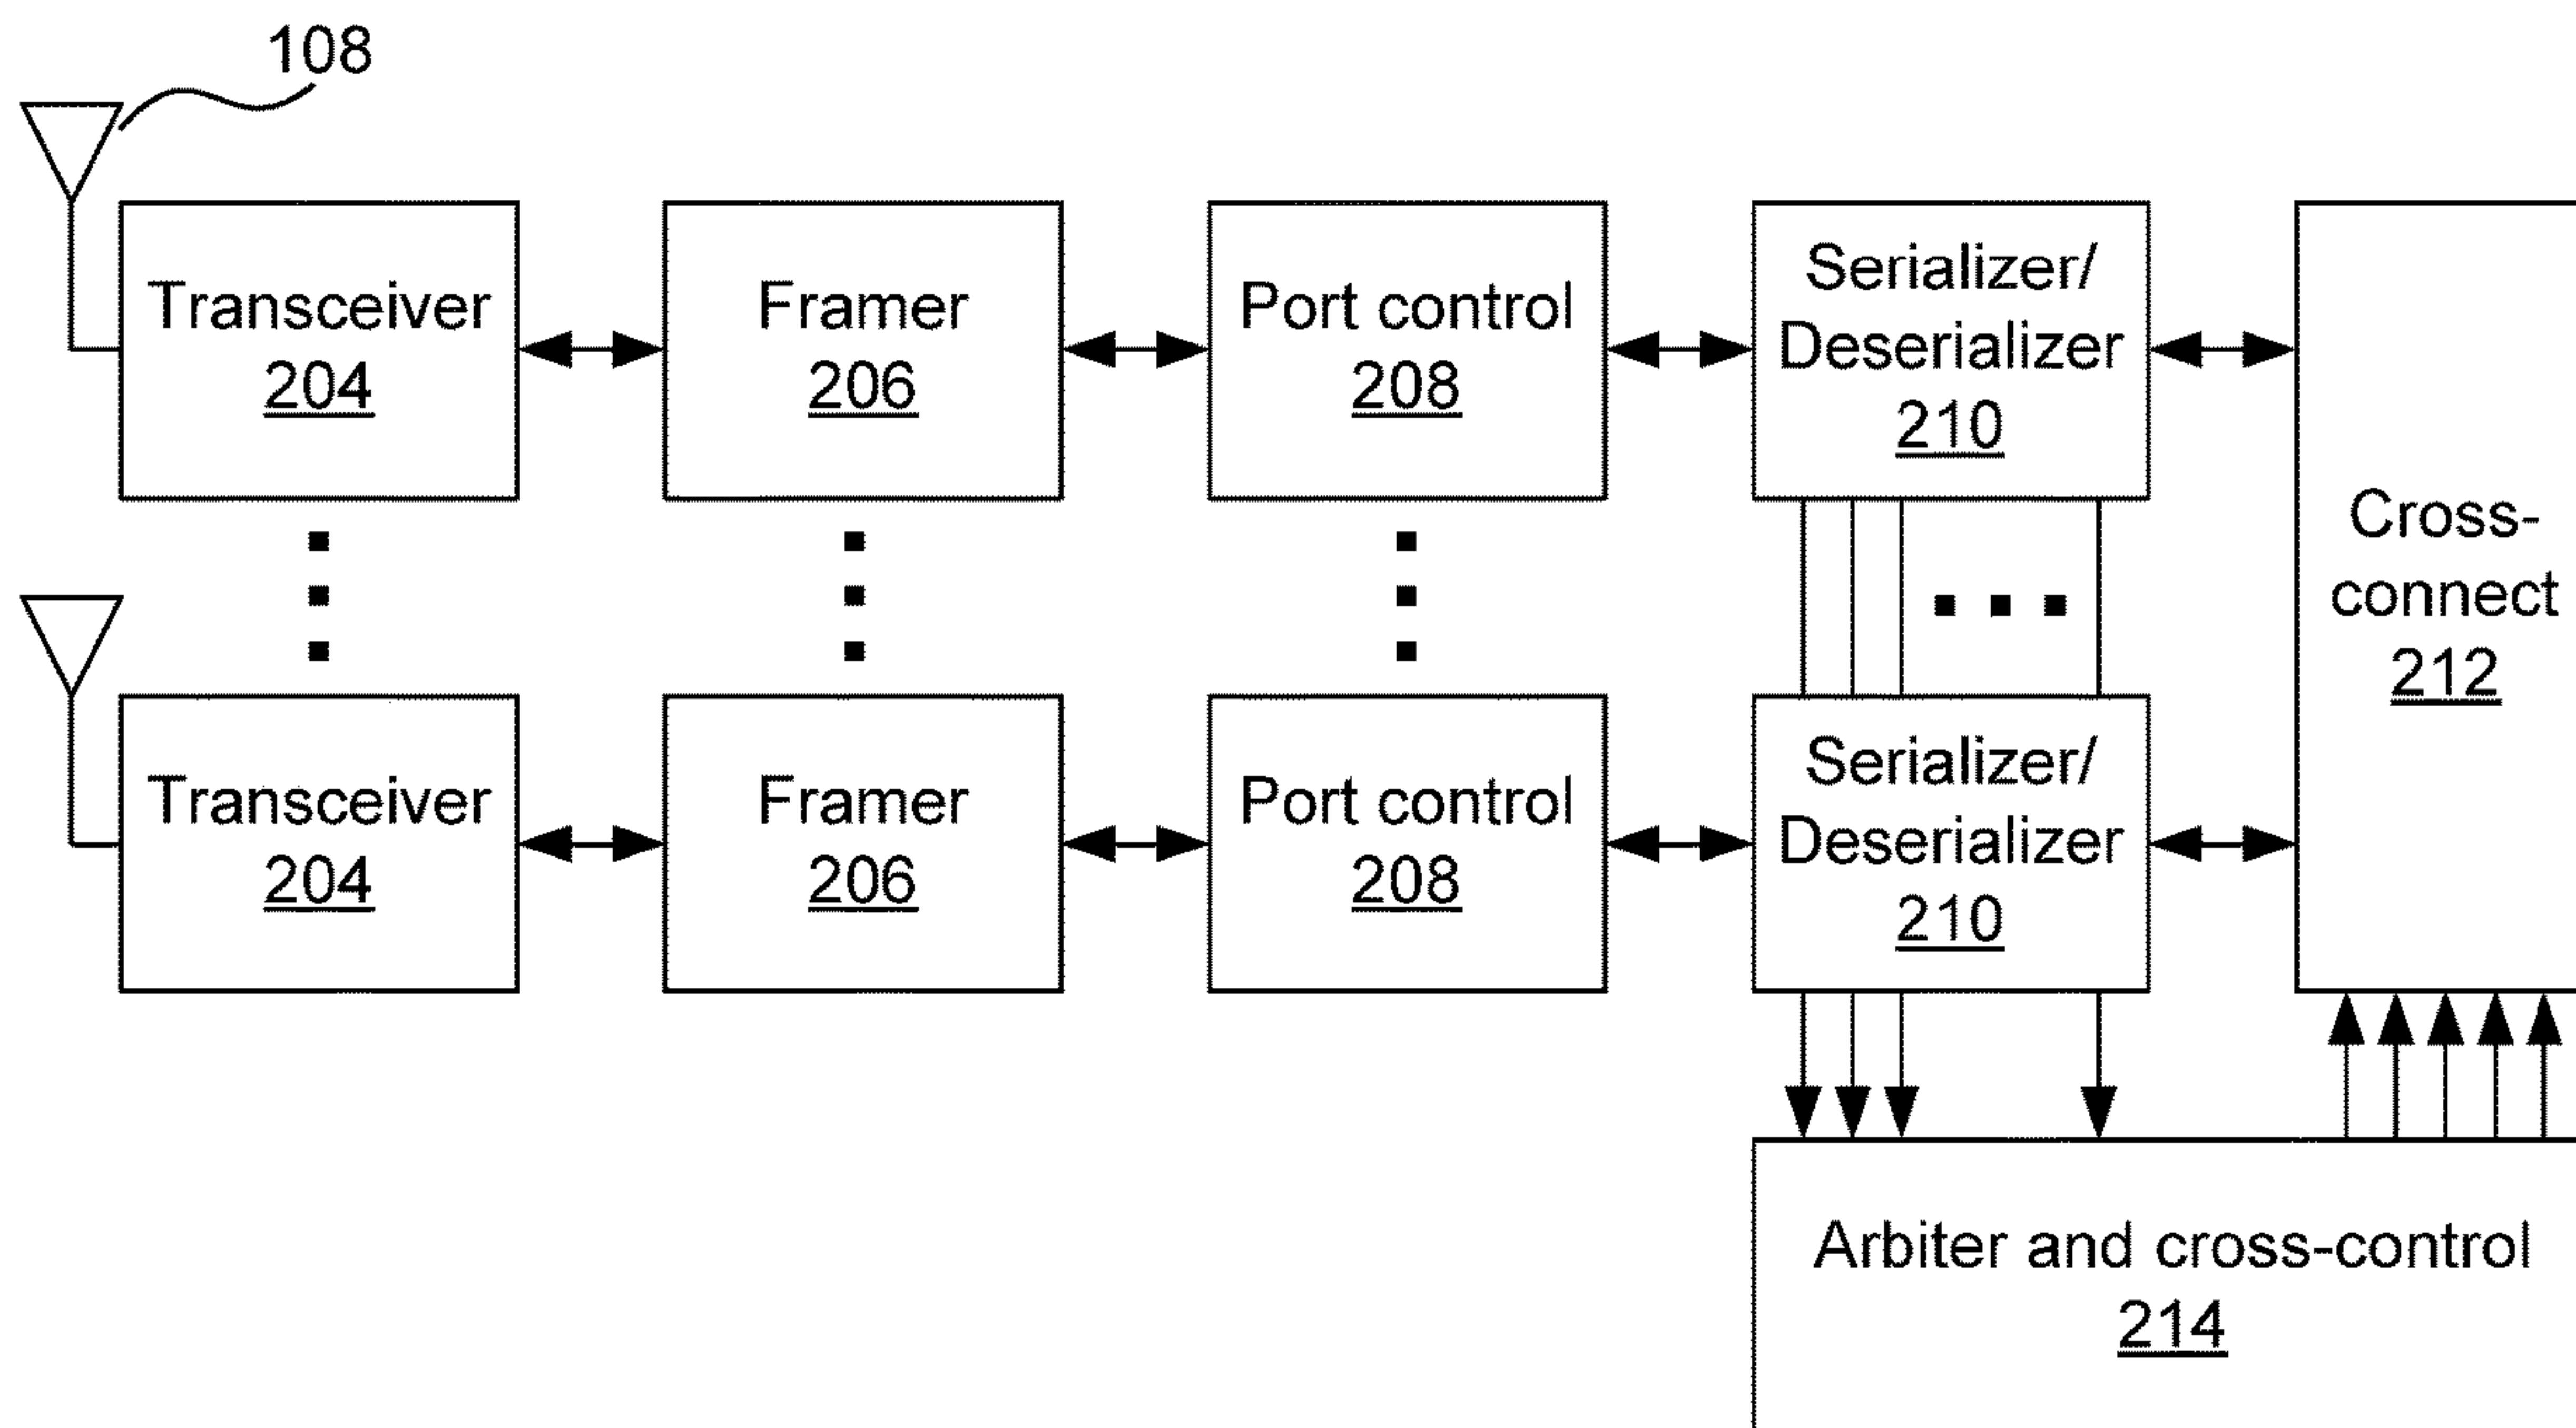 108
Transceiver
204
Framer
206
Port control
208
Serializer/
Deserializer
210
Cross-
connect
212
Transceiver
204
Framer
206
Port control
208
Serializer/
Deserializer
210
Arbiter and cross-control
214